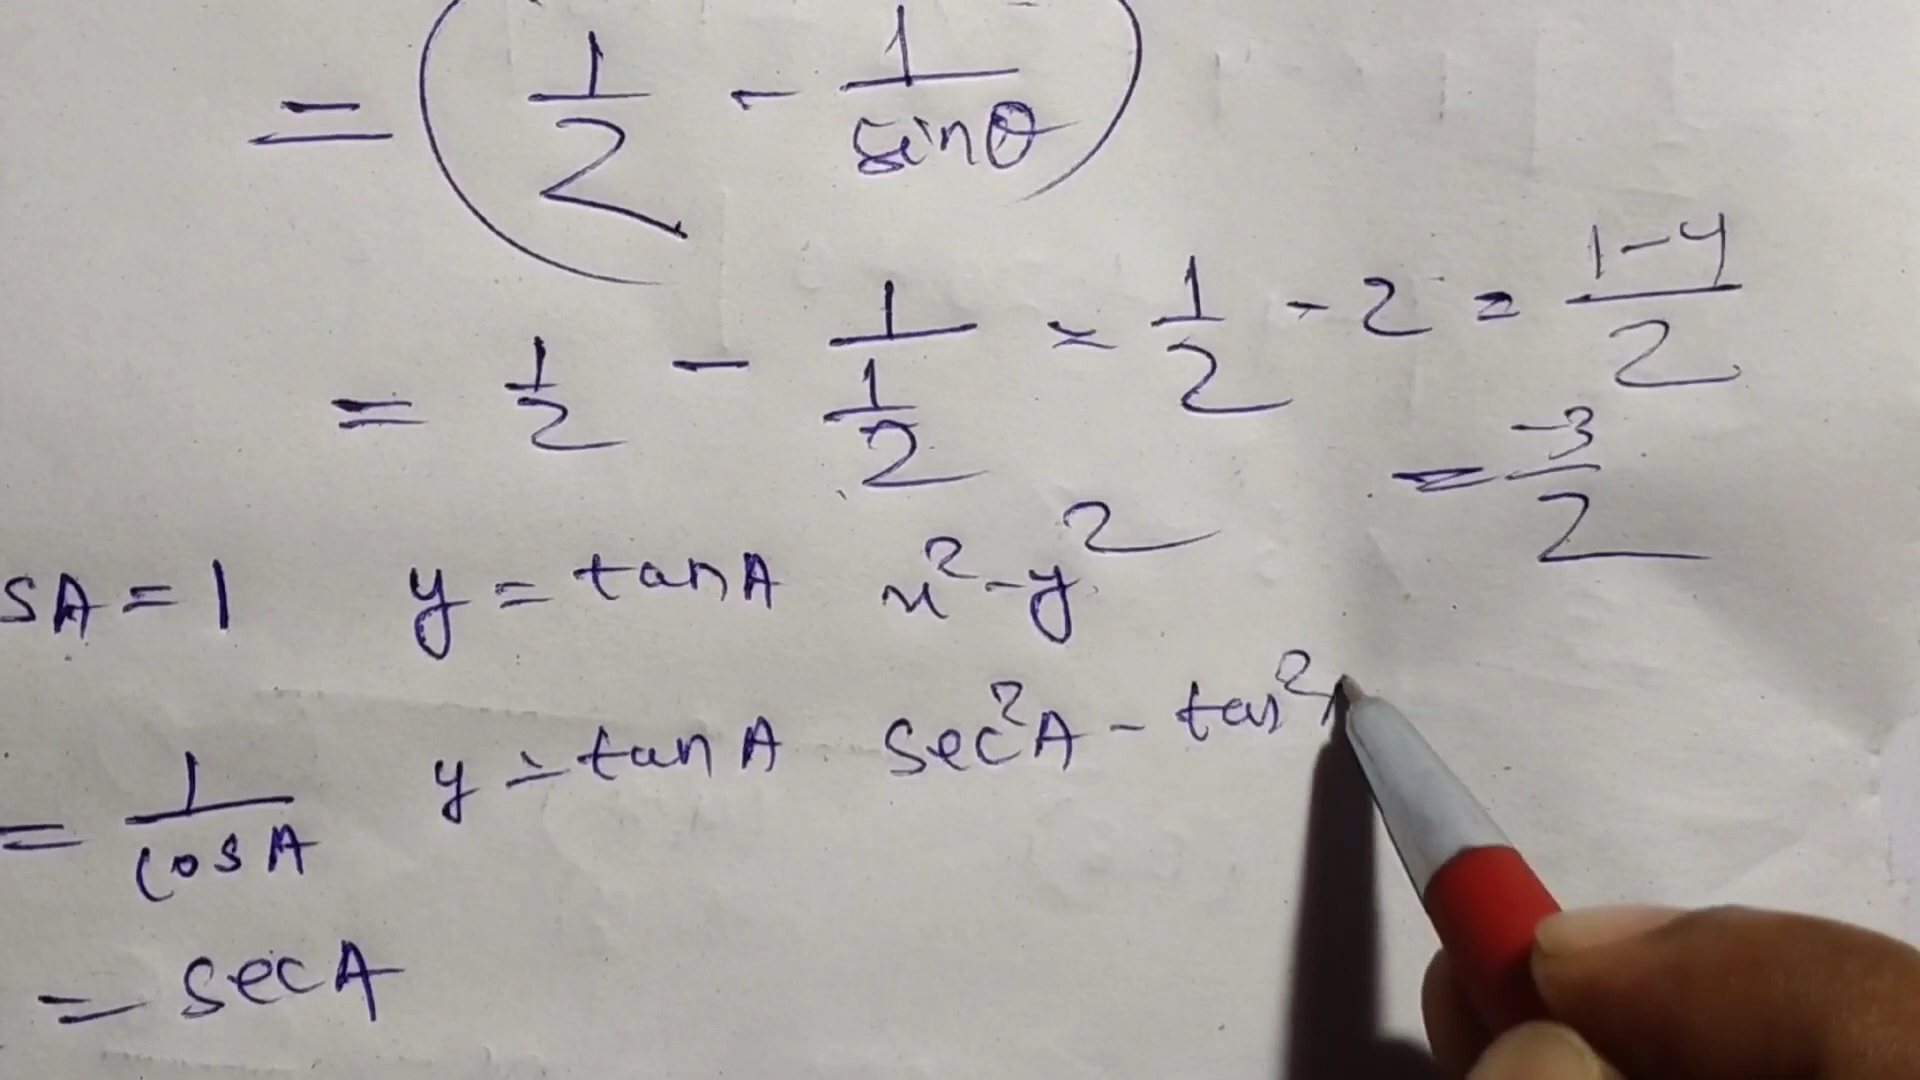 = ( 1/2 - 1/sinθ )
= 1/2 - 1/(1/2) = 1/2 - 2 = (1-4)/2
= -3/2
SA = 1 y = tanA x² - y²
= 1/cosA y = tanA sec²A - tan²
= secA